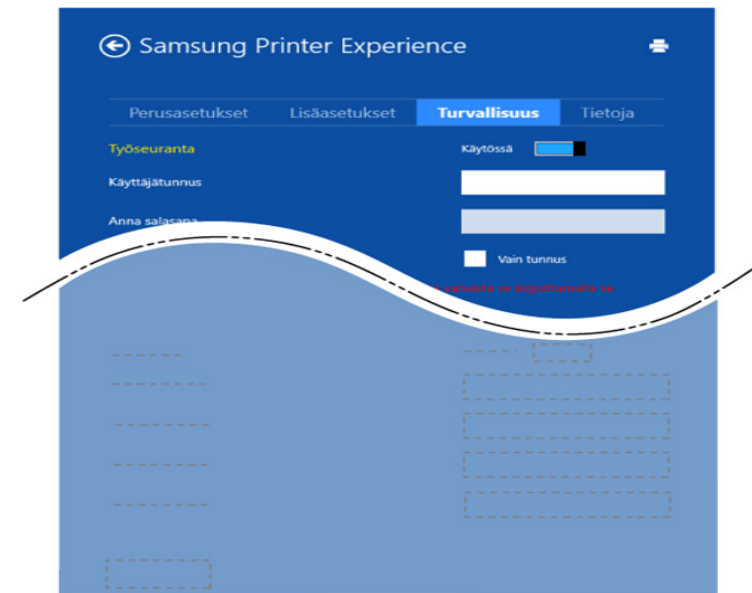 Samsung Printer Experience
Perusasetukset Lisäasetukset Turvallisuus Tietoja
Työseuranta Käytössä
Käyttäjätunnus
Anna salasana
Vain tunnus